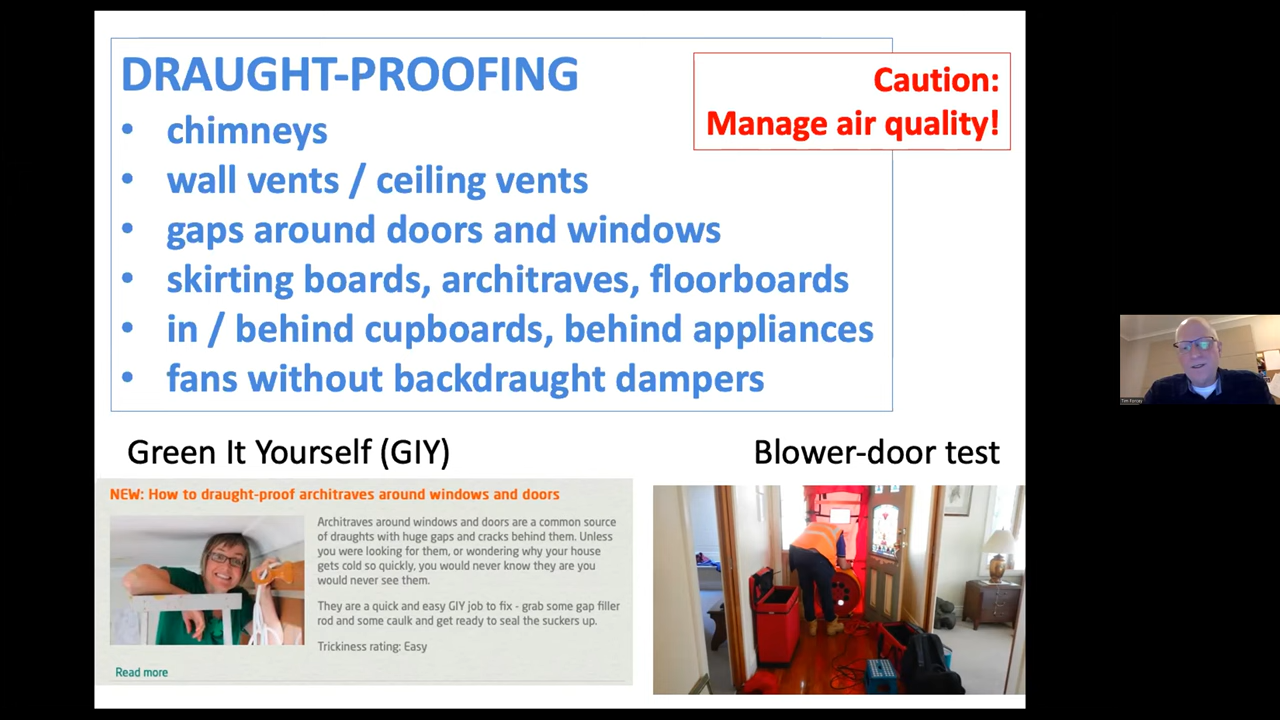 DRAUGHT-PROOFING
Caution:
Manage air quality!
• chimneys
• wall vents / ceiling vents
• gaps around doors and windows
• skirting boards, architraves, floorboards
• in / behind cupboards, behind appliances
• fans without backdraught dampers
Green It Yourself (GIY)
Blower-door test
NEW: How to draught-proof architraves around windows and doors
Architraves around windows and doors are a common source
of draughts with huge gaps and cracks behind them. Unless
you were looking for them, or wondering why your house
gets cold so quickly, you would never know they are you
would never see them.
They are a quick and easy GIY job to fix - grab some gap filler
rod and some caulk and get ready to seal the suckers up.
Trickiness rating: Easy
Read more
Tim Forcey